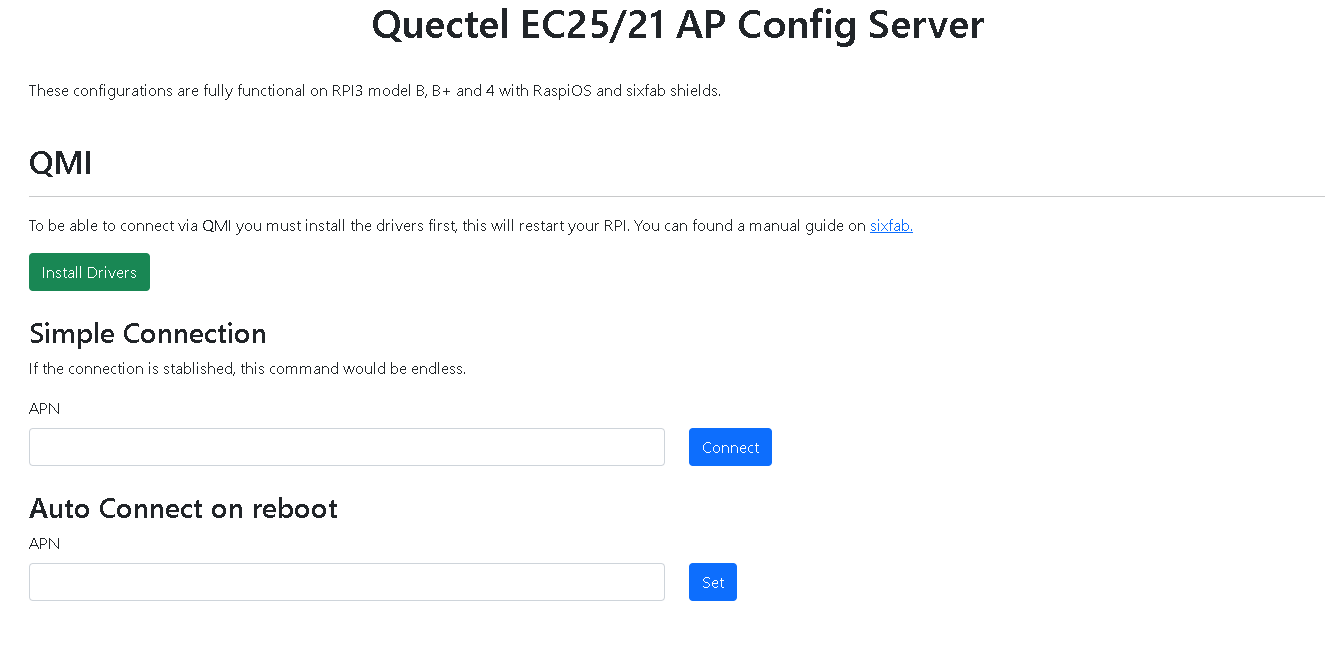 Quectel EC25/21 AP Config Server
These configurations are fully functional on RPI3 model B, B+ and 4 with RaspiOS and sixfab shields.
QMI
To be able to connect via QMI you must install the drivers first, this will restart your RPI. You can found a manual guide on sixfab.
Install Drivers
Simple Connection
If the connection is stablished, this command would be endless.
APN
Connect
Auto Connect on reboot
APN
Set